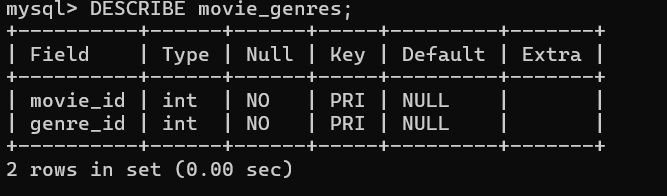 mysql> DESCRIBE movie_genres;
+----------+------+------+-----+---------+-------+
| Field    | Type | Null | Key | Default | Extra |
+----------+------+------+-----+---------+-------+
| movie_id | int  | NO   | PRI | NULL    |       |
| genre_id | int  | NO   | PRI | NULL    |       |
+----------+------+------+-----+---------+-------+
2 rows in set (0.00 sec)